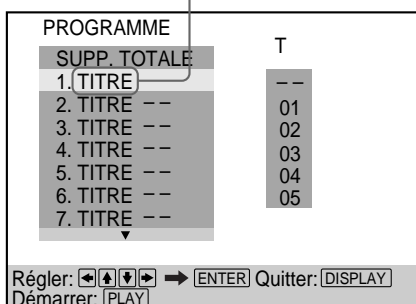 PROGRAMME
T
SUPP. TOTALE
1. TITRE
– –
2. TITRE – –
01
3. TITRE – –
02
4. TITRE – –
03
5. TITRE – –
04
6. TITRE – –
05
7. TITRE – –
Régler: ENTER Quitter: DISPLAY
Démarrer: PLAY